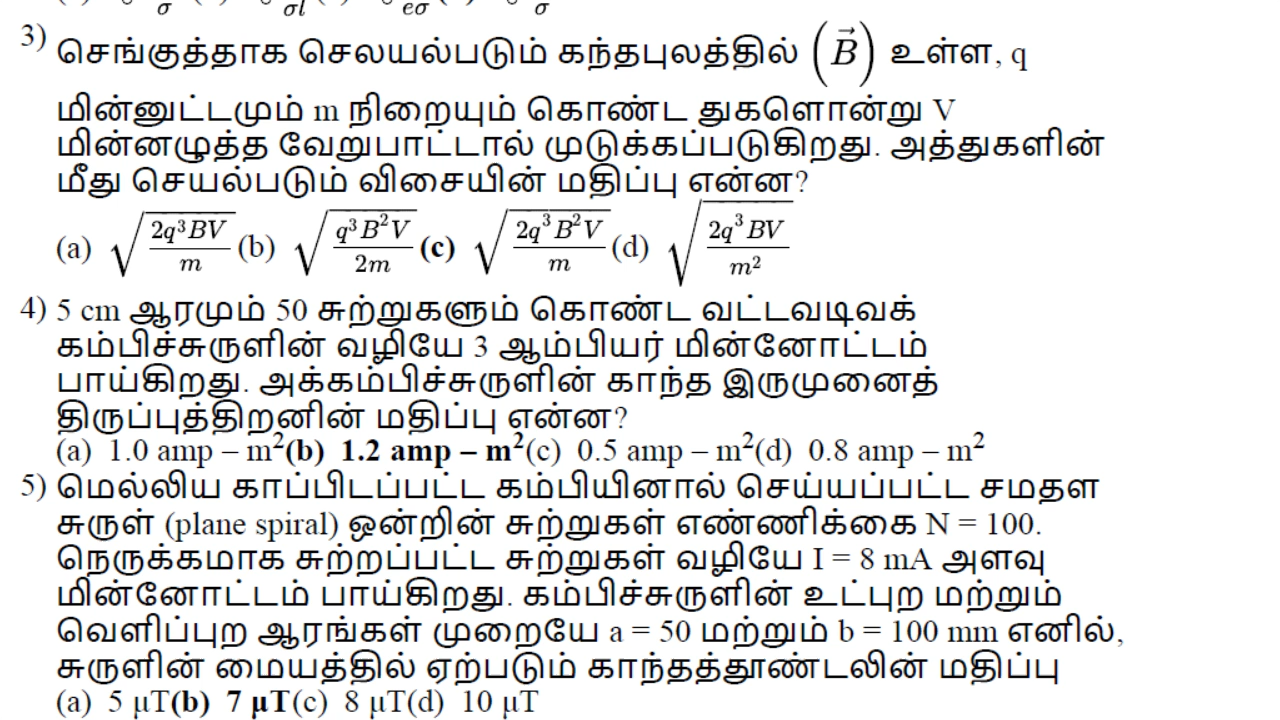 3) செங்குத்தாக செலயல்படும் கந்தபுலத்தில் (B⃗) உள்ள, q
மின்னுட்டமும் m நிறையும் கொண்ட துகளொன்று V
மின்னழுத்த வேறுபாட்டால் முடுக்கப்படுகிறது. அத்துகளின்
மீது செயல்படும் விசையின் மதிப்பு என்ன?
(a) √(2q³BV/m) (b) √(q³B²V/2m) (c) √(2q³B²V/m) (d) √(2q³BV/m²)
4) 5 cm ஆரமும் 50 சுற்றுகளும் கொண்ட வட்டவடிவக்
கம்பிச்சுருளின் வழியே 3 ஆம்பியர் மின்னோட்டம்
பாய்கிறது. அக்கம்பிச்சுருளின் காந்த இருமுனைத்
திருப்புத்திறனின் மதிப்பு என்ன?
(a) 1.0 amp – m²(b) 1.2 amp – m²(c) 0.5 amp – m²(d) 0.8 amp – m²
5) மெல்லிய காப்பிடப்பட்ட கம்பியினால் செய்யப்பட்ட சமதள
சுருள் (plane spiral) ஒன்றின் சுற்றுகள் எண்ணிக்கை N = 100.
நெருக்கமாக சுற்றப்பட்ட சுற்றுகள் வழியே I = 8 mA அளவு
மின்னோட்டம் பாய்கிறது. கம்பிச்சுருளின் உட்புற மற்றும்
வெளிப்புற ஆரங்கள் முறையே a = 50 மற்றும் b = 100 mm எனில்,
சுருளின் மையத்தில் ஏற்படும் காந்தத்தூண்டலின் மதிப்பு
(a) 5 μT(b) 7 μT(c) 8 μT(d) 10 μT